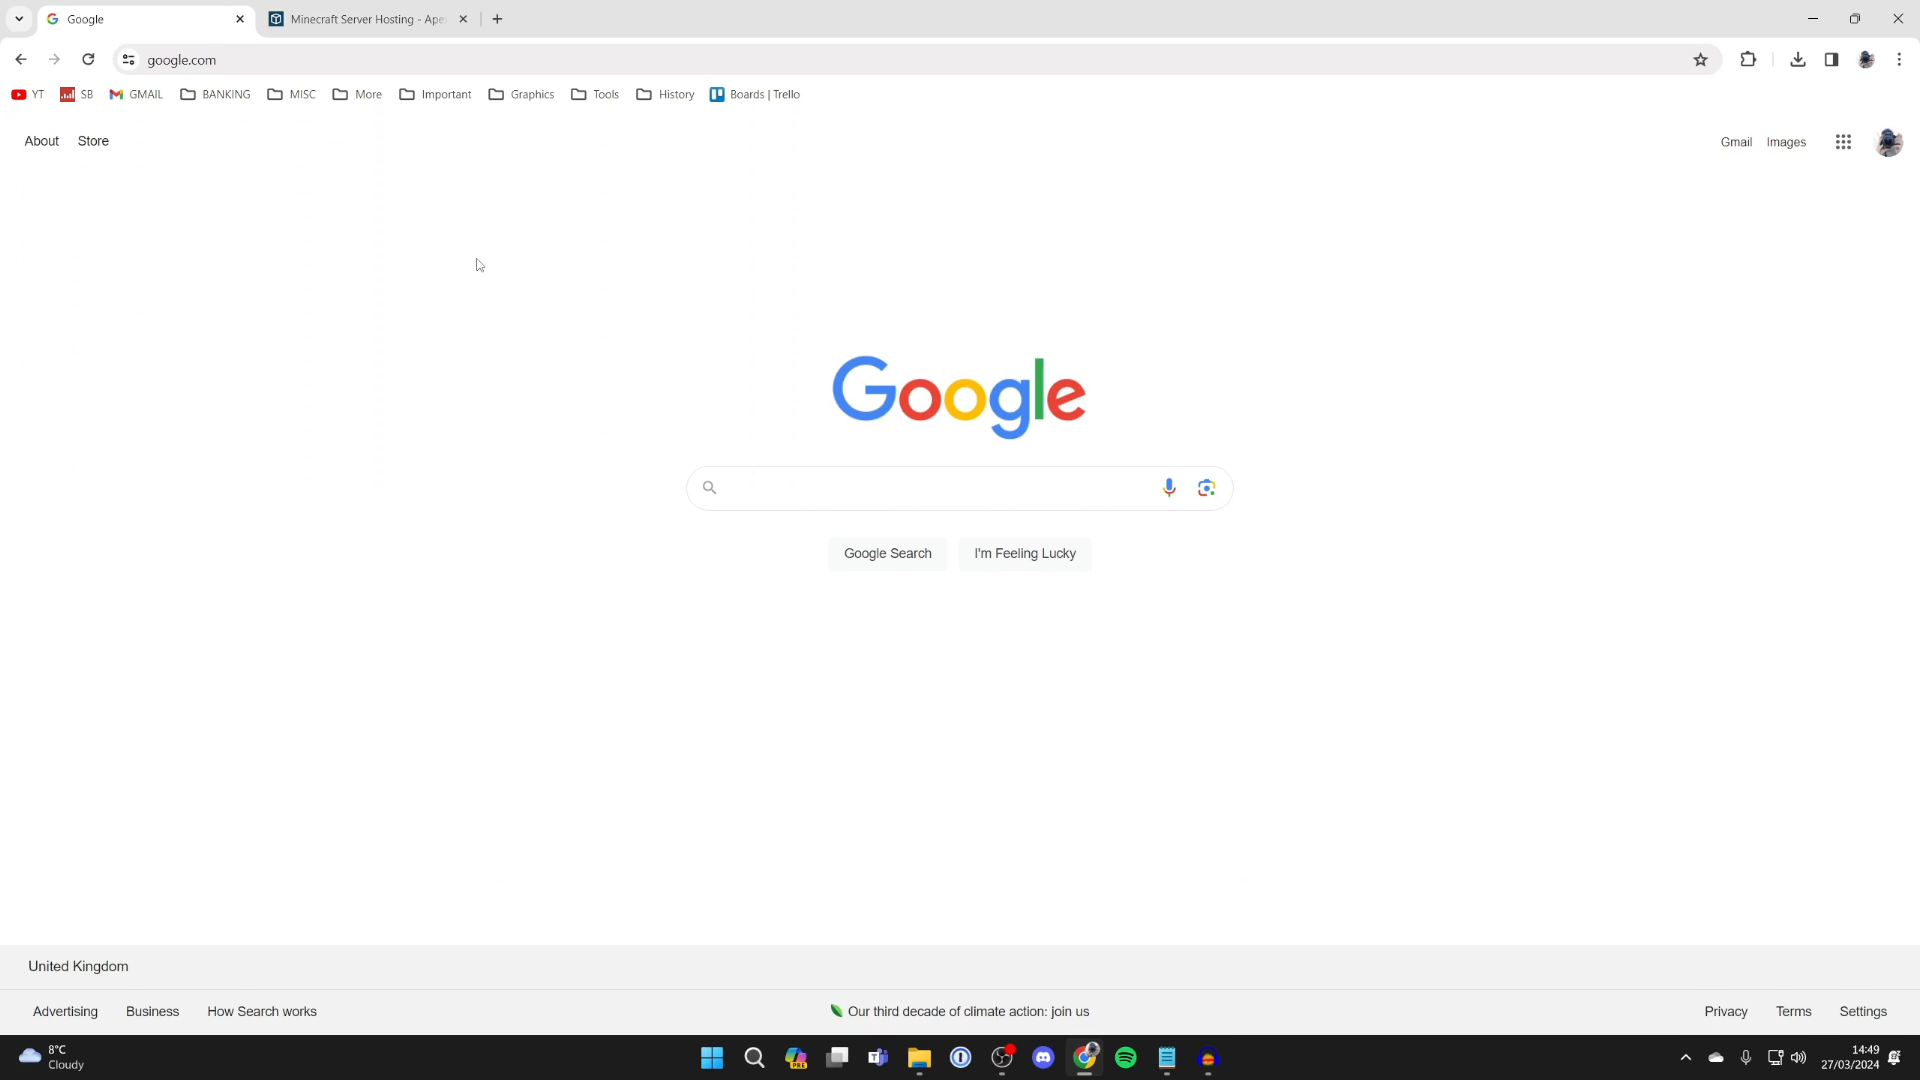 Google
Minecraft Server Hosting - Ape
google.com
YT SB GMAIL BANKING MISC More Important Graphics Tools History Boards | Trello
About Store
Gmail Images
Google
Google Search I'm Feeling Lucky
United Kingdom
Advertising Business How Search works
Our third decade of climate action: join us
Privacy Terms Settings
8°C
Cloudy
14:49
27/03/2024